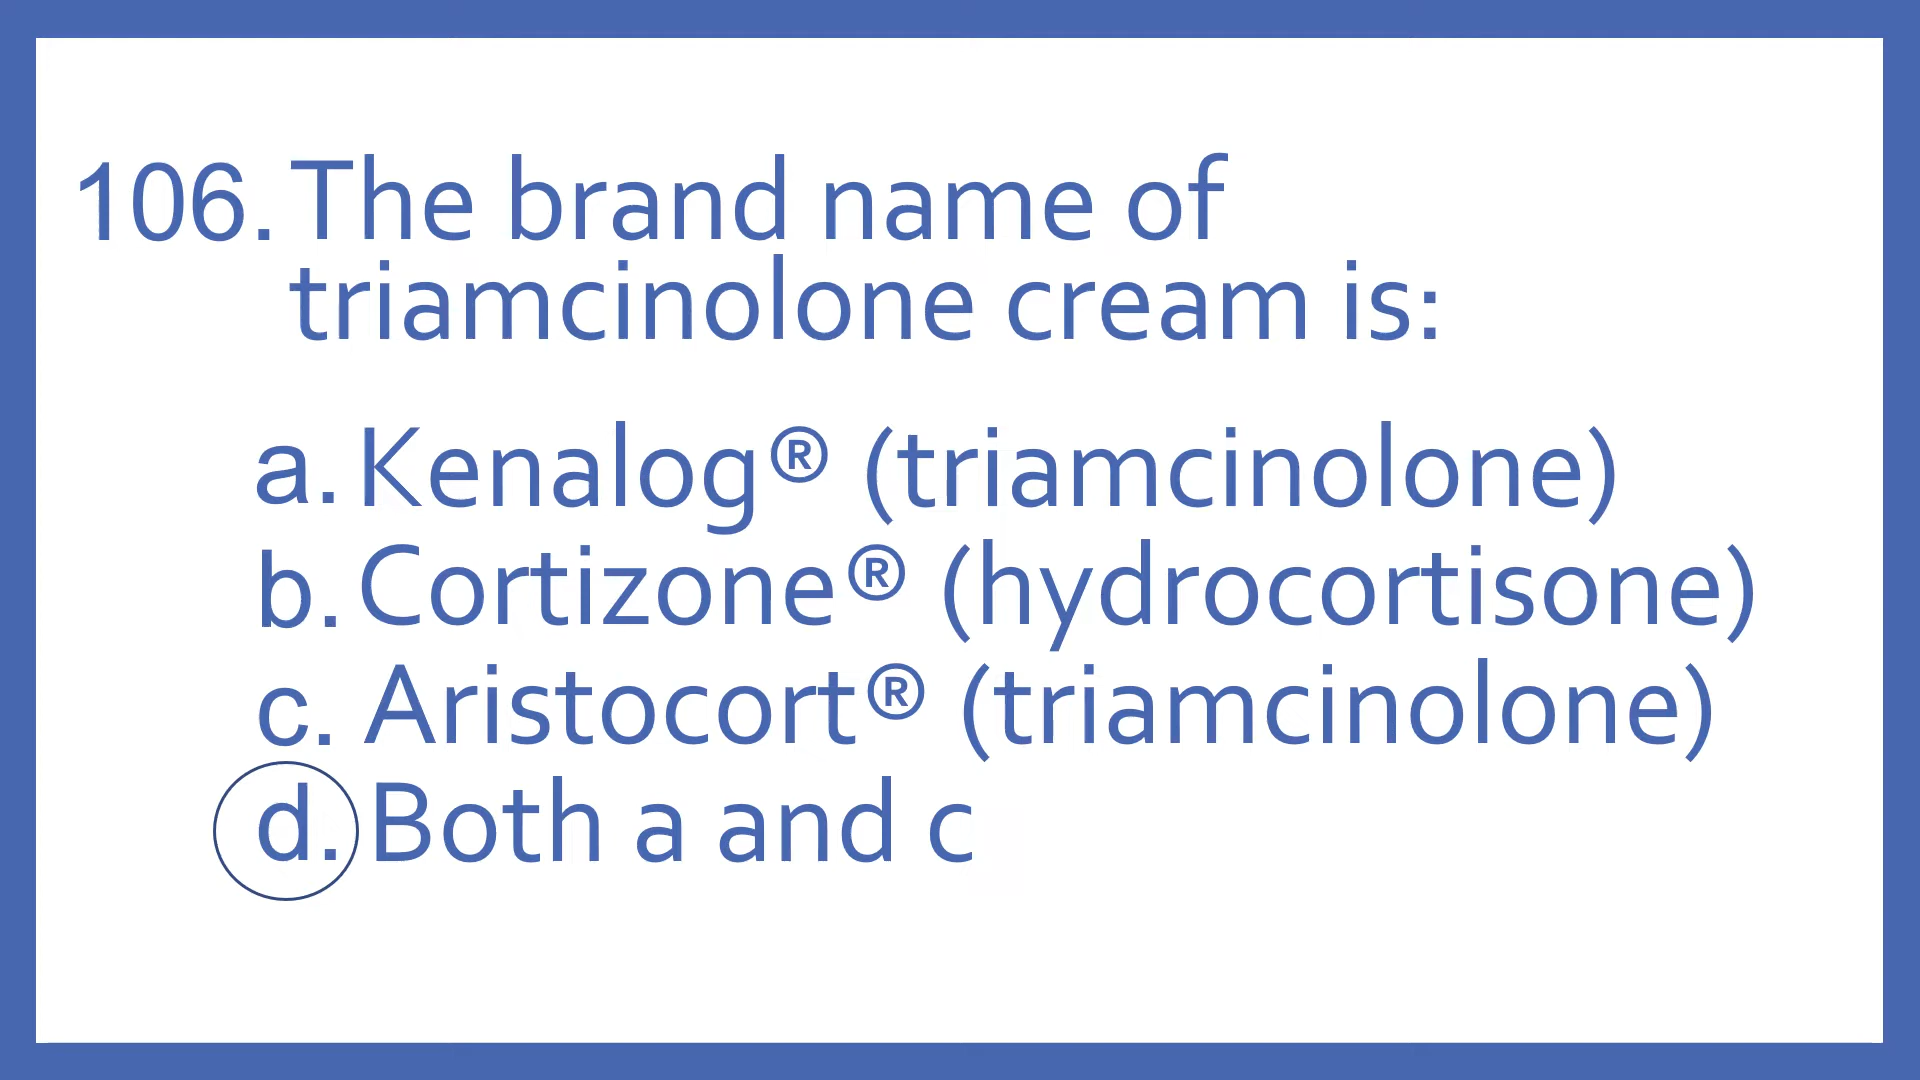 106. The brand name of
triamcinolone cream is:
a. Kenalog® (triamcinolone)
b. Cortizone® (hydrocortisone)
c. Aristocort® (triamcinolone)
d. Both a and c